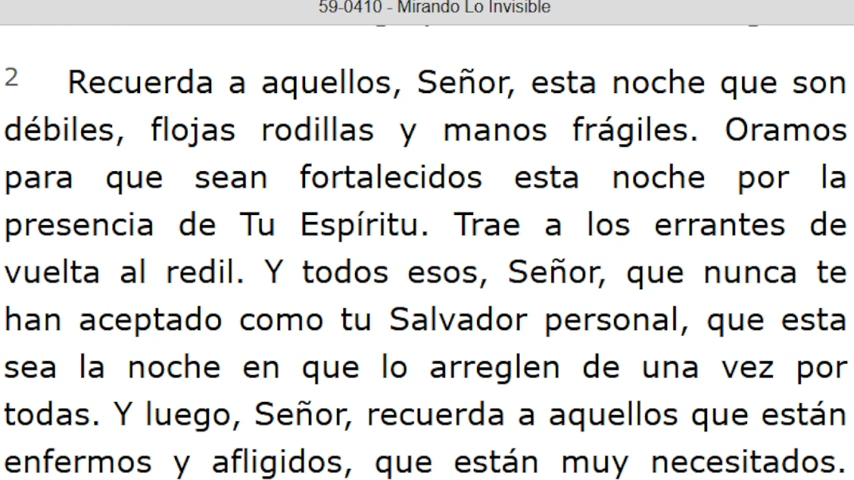 59-0410 - Mirando Lo Invisible
2 Recuerda a aquellos, Señor, esta noche que son
débiles, flojas rodillas y manos frágiles. Oramos
para que sean fortalecidos esta noche por la
presencia de Tu Espíritu. Trae a los errantes de
vuelta al redil. Y todos esos, Señor, que nunca te
han aceptado como tu Salvador personal, que esta
sea la noche en que lo arreglen de una vez por
todas. Y luego, Señor, recuerda a aquellos que están
enfermos y afligidos, que están muy necesitados.